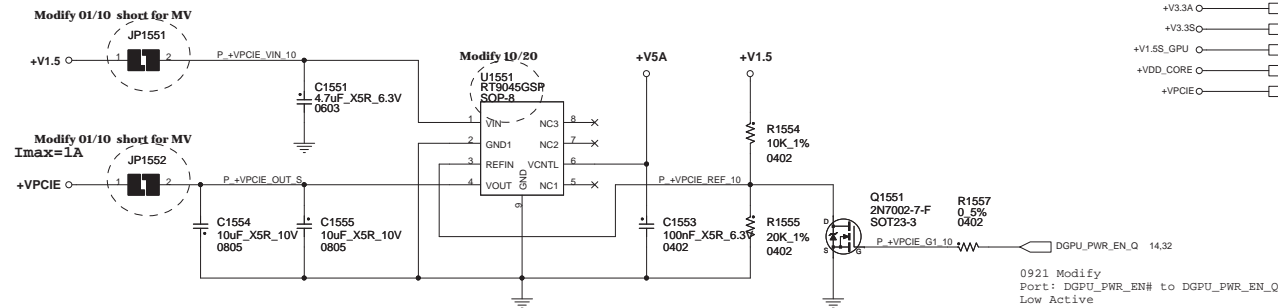 Modify 01/10 short for MV
JP1551
+V1.5
1
2
P_+VPCIE_VIN_10
C1551
4.7uF_X5R_6.3V
0603
Modify 10/20
U1551
RT9045GSP
SOP-8
1 VIN
2 GND1
3 REFIN
4 VOUT
NC3 8
NC2 7
VCNTL 6
NC1 5
GND
9
+V5A
+V1.5
R1554
10K_1%
0402
Modify 01/10 short for MV
Imax=1A
JP1552
+VPCIE
1
2
P_+VPCIE_OUT_S
C1554
10uF_X5R_10V
0805
C1555
10uF_X5R_10V
0805
P_+VPCIE_REF_10
C1553
100nF_X5R_6.3V
0402
R1555
20K_1%
0402
Q1551
2N7002-7-F
SOT23-3
D
S
G
P_+VPCIE_G1_10
R1557
0_5%
0402
DGPU_PWR_EN_Q 14,32
0921 Modify
Port: DGPU_PWR_EN# to DGPU_PWR_EN_Q
Low Active
+V3.3A
+V3.3S
+V1.5S_GPU
+VDD_CORE
+VPCIE